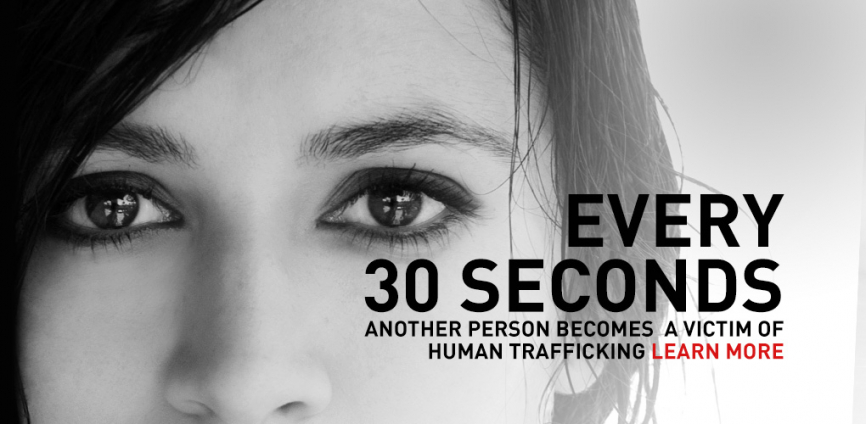 EVERY
30 SECONDS
ANOTHER PERSON BECOMES A VICTIM OF
HUMAN TRAFFICKING LEARN MORE